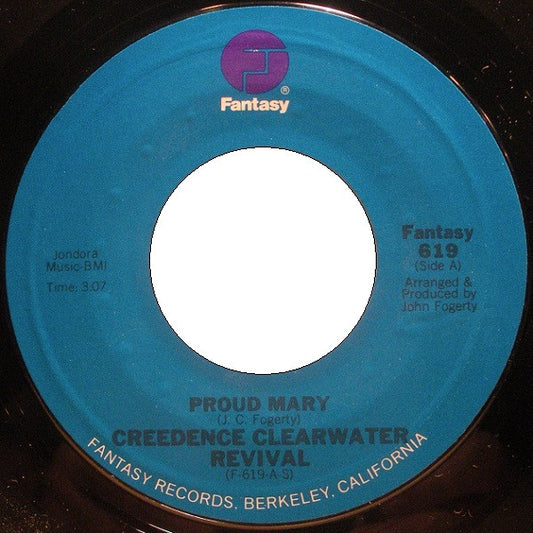 Fantasy ®
Jondora
Music-BMI
Time: 3:07
Fantasy
619
(Side A)
Arranged &
Produced by
John Fogerty
PROUD MARY
(J. C. Fogerty)
CREEDENCE CLEARWATER
REVIVAL
(F-619-A-S)
FANTASY RECORDS, BERKELEY, CALIFORNIA